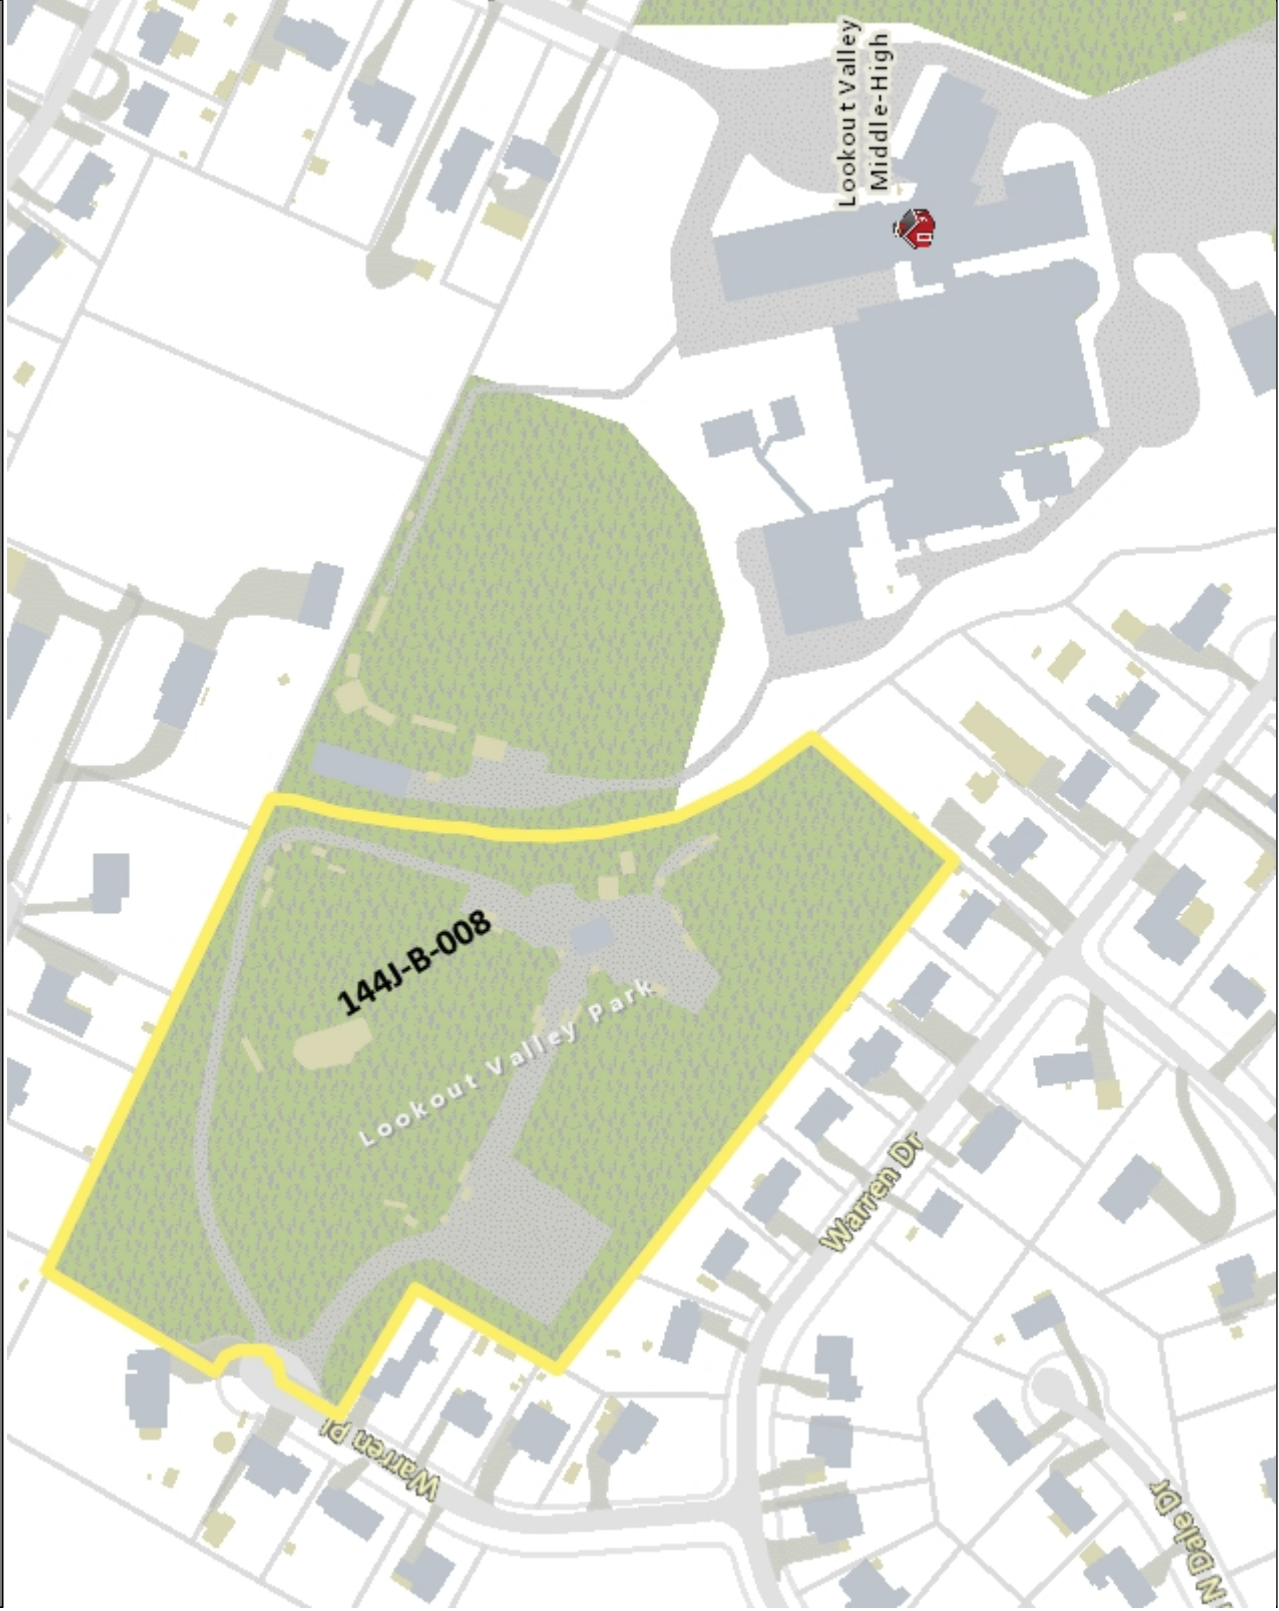 Lookout Valley
Middle-High
144J-B-008
Lookout Valley Park
Warren Dr
Warren Pl
N Dale Dr